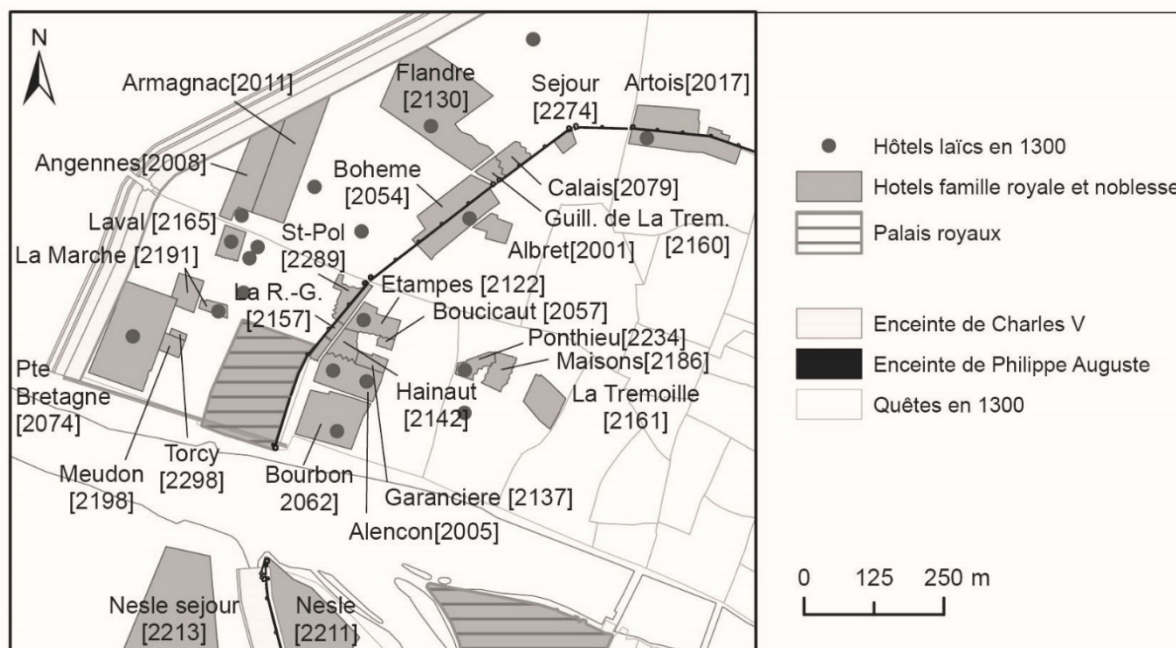 N
Armagnac[2011]
Flandre
[2130]
Sejour
[2274]
Artois[2017]
Angennes[2008]
Boheme
[2054]
Calais[2079]
Laval [2165]
St-Pol
[2289]
Guill. de La Trem.
[2160]
Albret[2001]
La Marche [2191]
La R.-G.
[2157]
Etampes [2122]
Boucicaut [2057]
Ponthieu[2234]
Maisons[2186]
Pte
Bretagne
[2074]
Hainaut
[2142]
La Tremoille
[2161]
Meudon
[2198]
Torcy
[2298]
Bourbon
2062]
Garanciere [2137]
Alencon[2005]
Nesle sejour
[2213]
Nesle
[2211]
Hôtels laïcs en 1300
Hotels famille royale et noblesse
Palais royaux
Enceinte de Charles V
Enceinte de Philippe Auguste
Quêtes en 1300
0 125 250 m